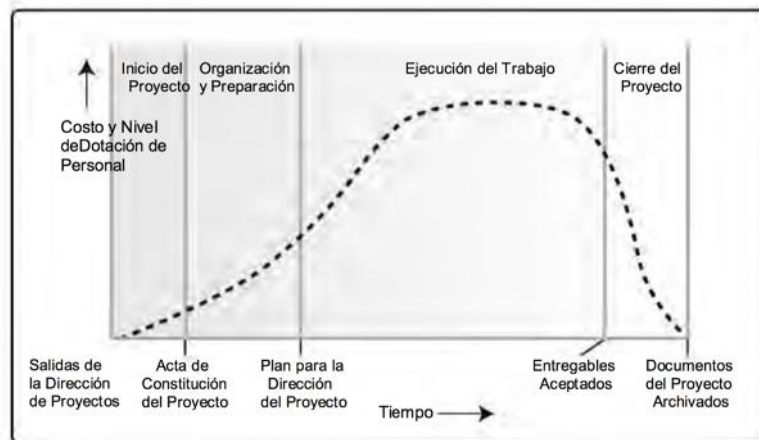 Inicio del
Proyecto
Organización
y Preparación
Ejecución del Trabajo
Cierre del
Proyecto
Costo y Nivel
deDotación de
Personal
Salidas de
la Dirección
de Proyectos
Acta de
Constitución
del Proyecto
Plan para la
Dirección
del Proyecto
Entregables
Aceptados
Documentos
del Proyecto
Archivados
Tiempo